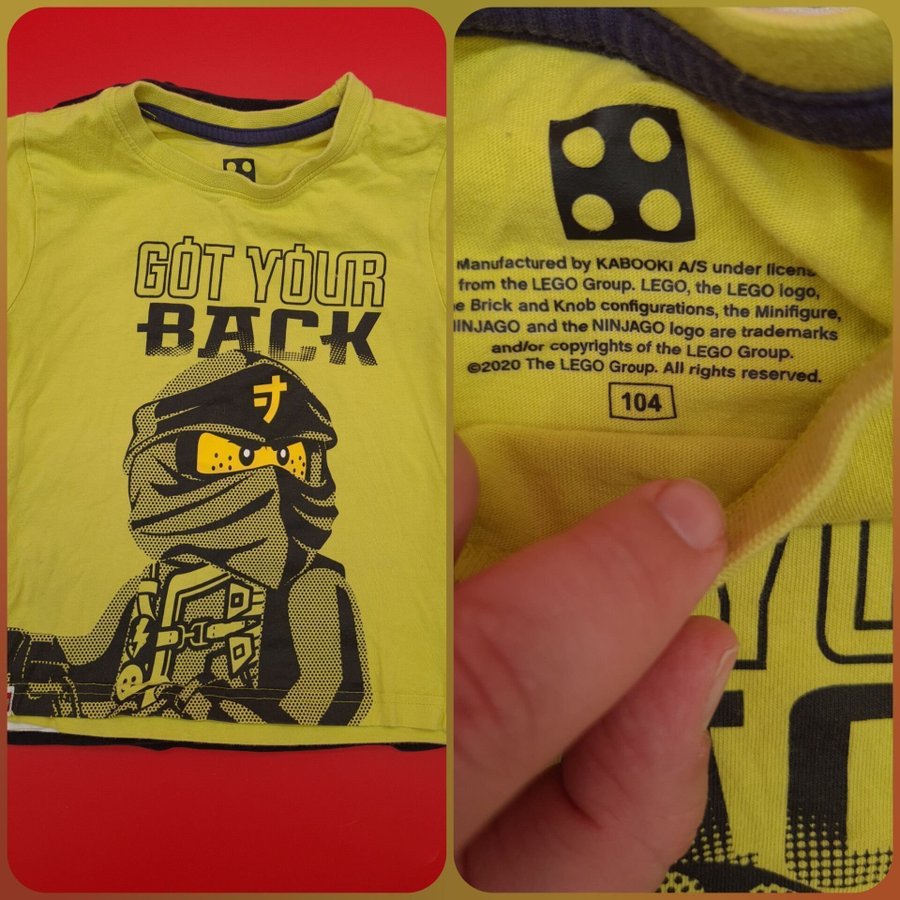 GOT YOUR
BACK
Manufactured by KABOOKI A/S under licens
from the LEGO Group. LEGO, the LEGO logo,
e Brick and Knob configurations, the Minifigure,
NINJAGO and the NINJAGO logo are trademarks
and/or copyrights of the LEGO Group.
©2020 The LEGO Group. All rights reserved.
104